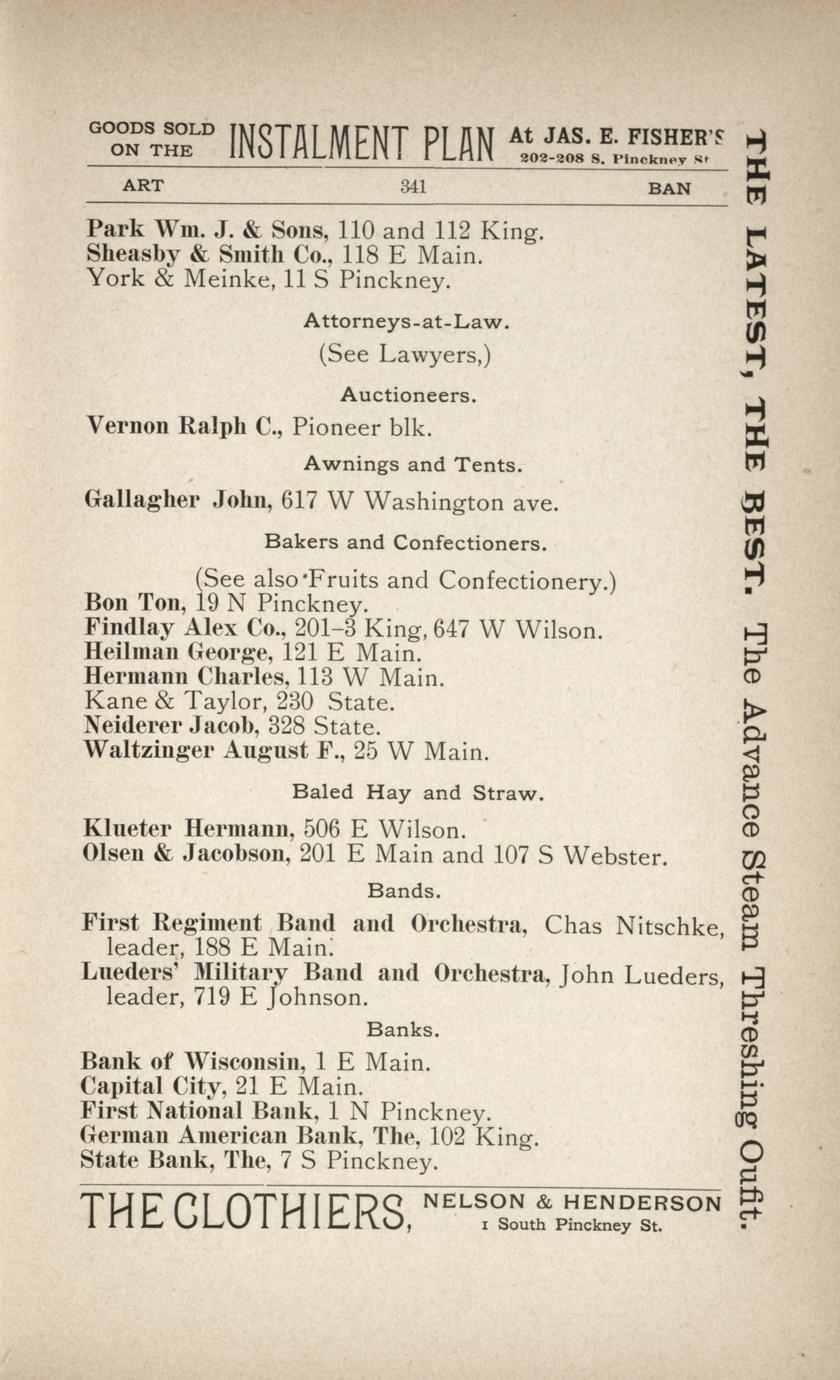 GOODS SOLD ON THE INSTALMENT PLAN At JAS. E. FISHER'S 202-208 S. Pinckney St
ART 341 BAN
Park Wm. J. & Sons, 110 and 112 King.
Sheasby & Smith Co., 118 E Main.
York & Meinke, 11 S Pinckney.
Attorneys-at-Law.
(See Lawyers,)
Auctioneers.
Vernon Ralph C., Pioneer blk.
Awnings and Tents.
Gallagher John, 617 W Washington ave.
Bakers and Confectioners.
(See also Fruits and Confectionery.)
Bon Ton, 19 N Pinckney.
Findlay Alex Co., 201-3 King, 647 W Wilson.
Heilman George, 121 E Main.
Hermann Charles, 113 W Main.
Kane & Taylor, 230 State.
Neiderer Jacob, 328 State.
Waltzinger August F., 25 W Main.
Baled Hay and Straw.
Klueter Hermann, 506 E Wilson.
Olsen & Jacobson, 201 E Main and 107 S Webster.
Bands.
First Regiment Band and Orchestra, Chas Nitschke,
leader, 188 E Main.
Lueders' Military Band and Orchestra, John Lueders,
leader, 719 E Johnson.
Banks.
Bank of Wisconsin, 1 E Main.
Capital City, 21 E Main.
First National Bank, 1 N Pinckney.
German American Bank, The, 102 King.
State Bank, The, 7 S Pinckney.
THE CLOTHIERS, NELSON & HENDERSON 1 South Pinckney St.
THE LATEST, THE BEST. The Advance Steam Threshing Oufit.